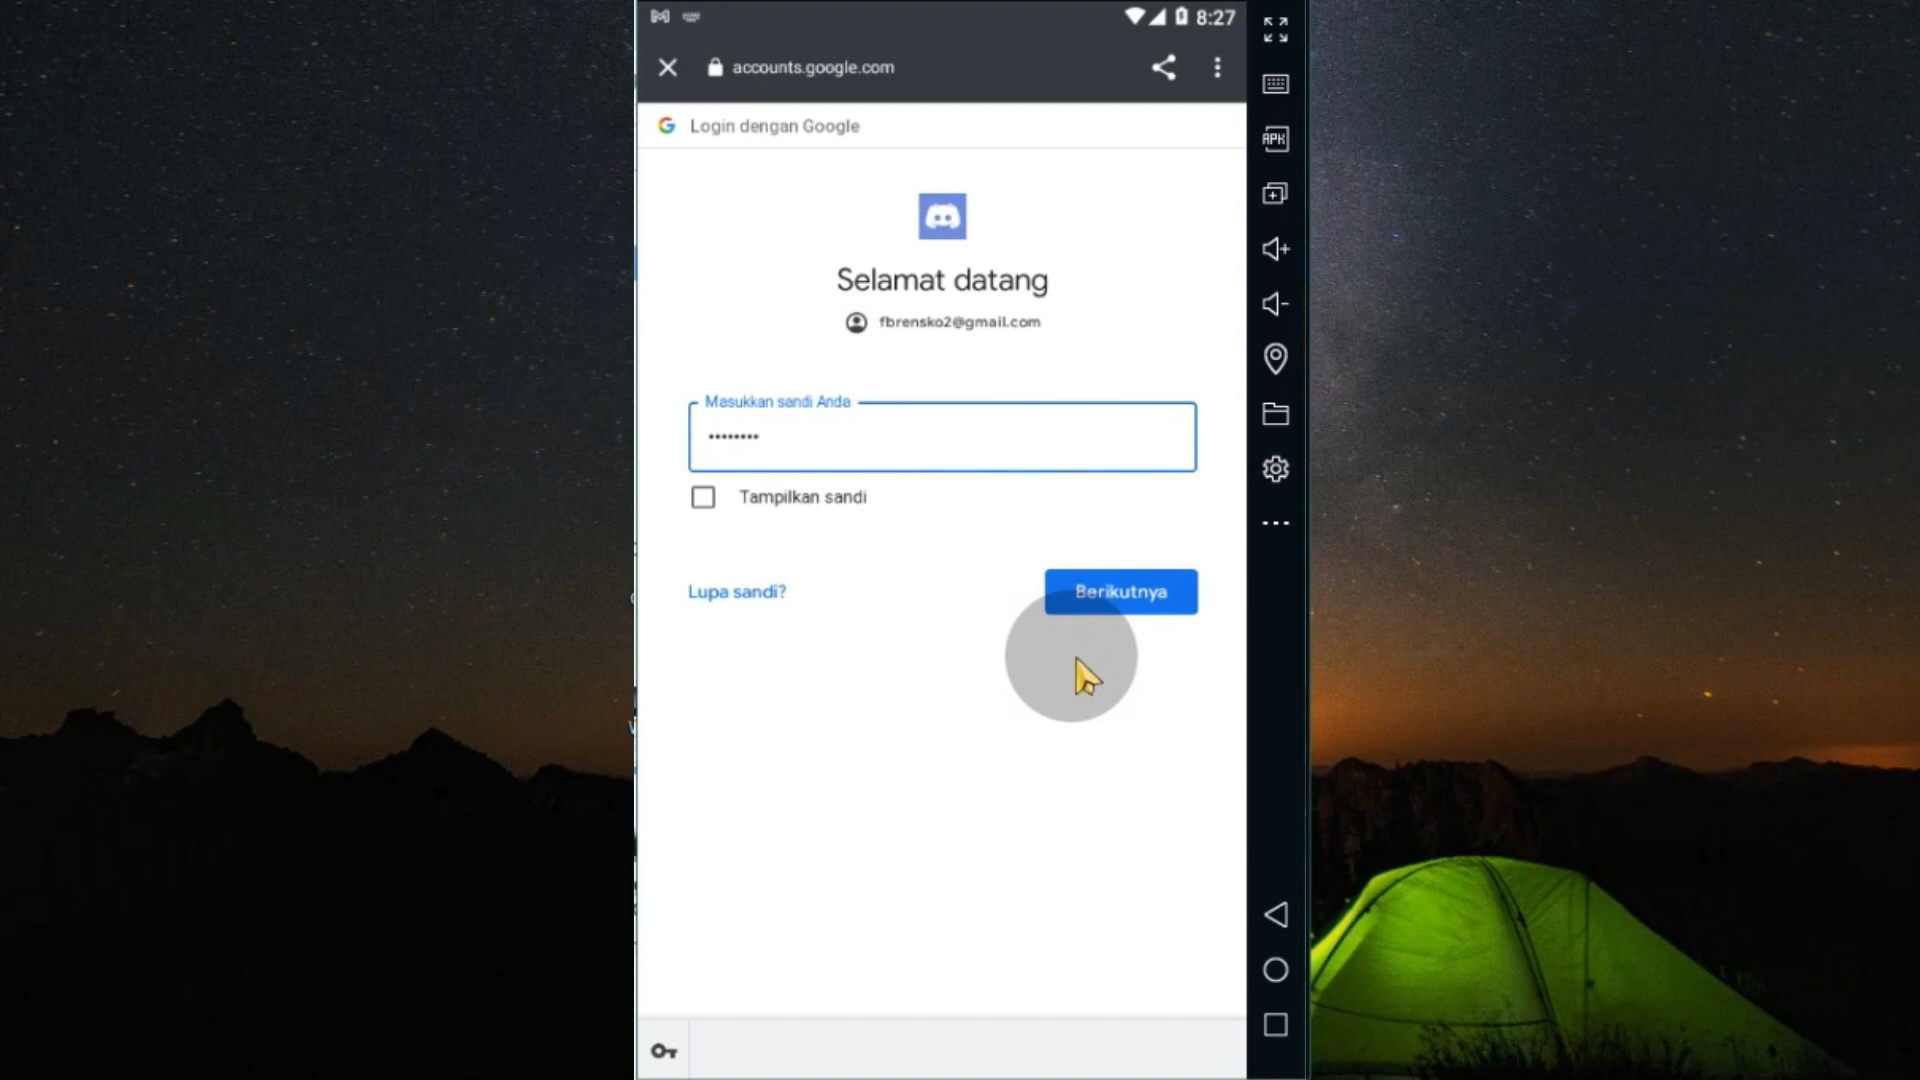 8:27
accounts.google.com
Login dengan Google
Selamat datang
fbrensko2@gmail.com
Masukkan sandi Anda
••••••••
Tampilkan sandi
Lupa sandi?
Berikutnya
APK